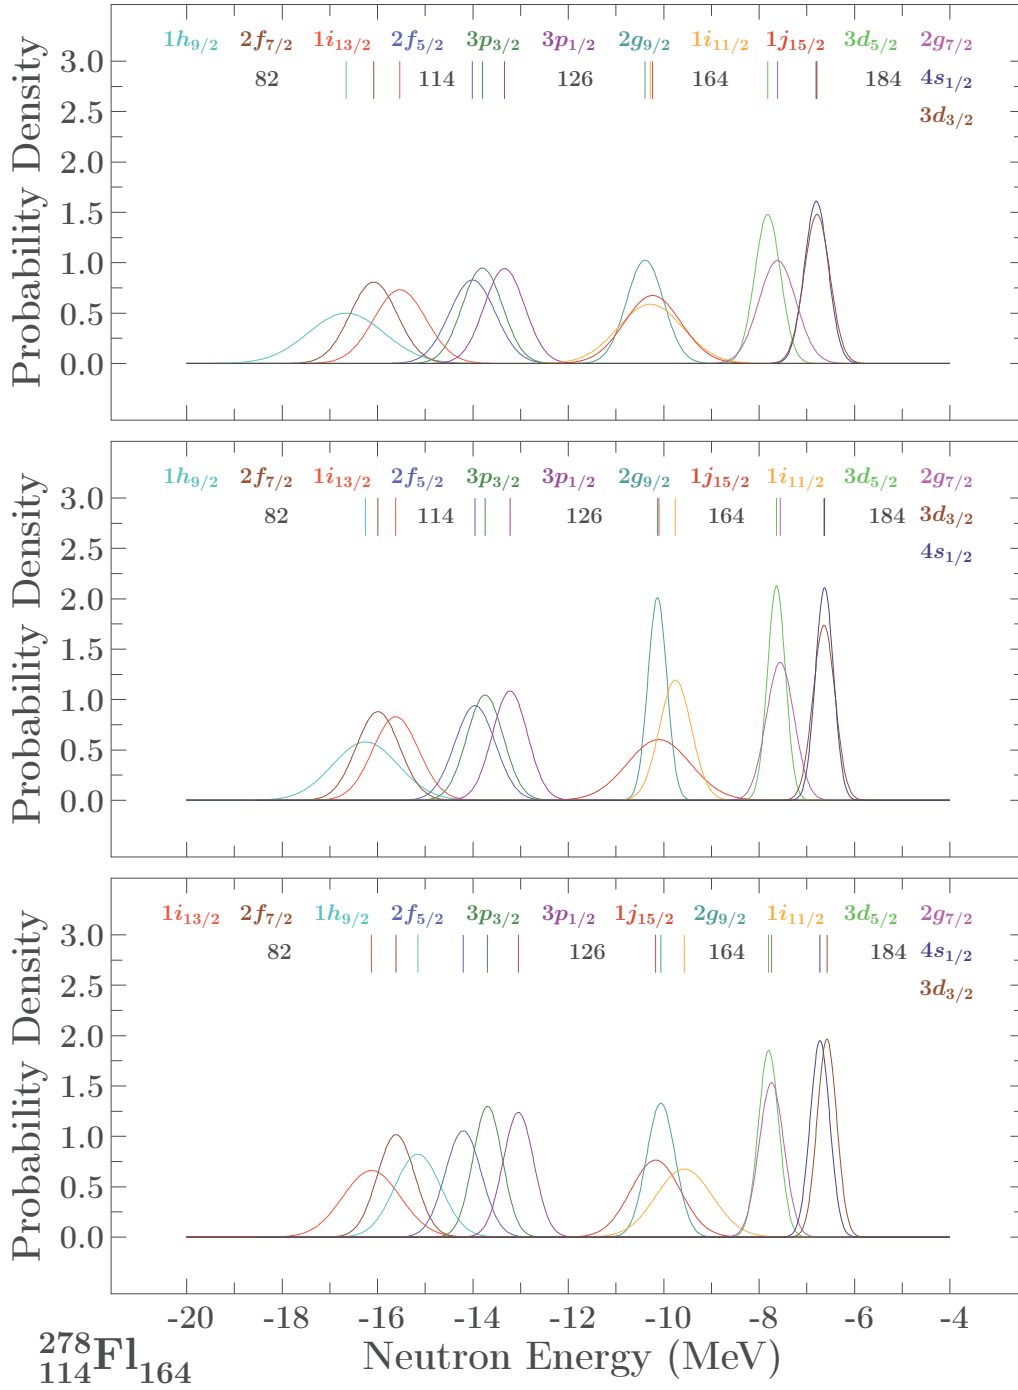 1h9/2 2f7/2 1i13/2 2f5/2 3p3/2 3p1/2 2g9/2 1i11/2 1j15/2 3d5/2 2g7/2
82 114 126 164 184 4s1/2
3d3/2
Probability Density
3.0
2.5
2.0
1.5
1.0
0.5
0.0
1h9/2 2f7/2 1i13/2 2f5/2 3p3/2 3p1/2 2g9/2 1j15/2 1i11/2 3d5/2 2g7/2
82 114 126 164 184 3d3/2
4s1/2
Probability Density
3.0
2.5
2.0
1.5
1.0
0.5
0.0
1i13/2 2f7/2 1h9/2 2f5/2 3p3/2 3p1/2 1j15/2 2g9/2 1i11/2 3d5/2 2g7/2
82 126 164 184 4s1/2
3d3/2
Probability Density
3.0
2.5
2.0
1.5
1.0
0.5
0.0
-20 -18 -16 -14 -12 -10 -8 -6 -4
278 114 Fl 164 Neutron Energy (MeV)